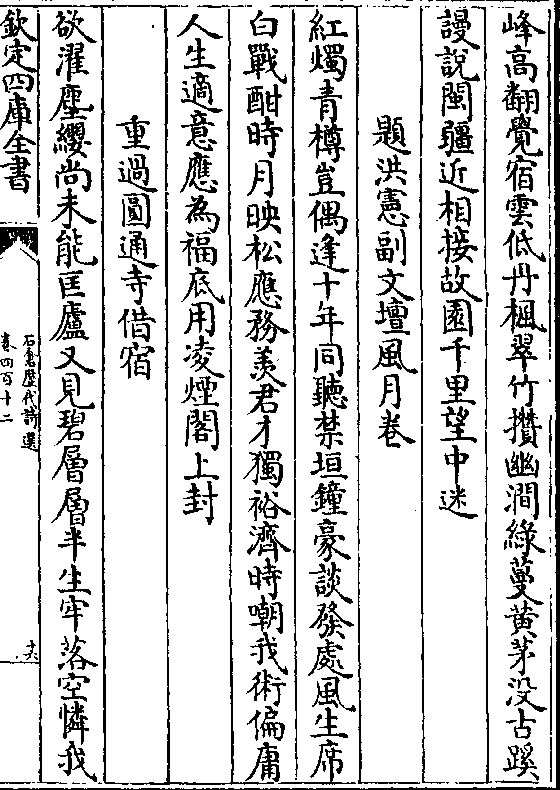 峰高翻覺宿雲低丹楓翠竹攢幽澗綠蔓黃茅没古蹊
謾說閩疆近相接故園千里望中迷
題洪憲副文壇風月卷
紅燭青樽豈偶逢十年同聽禁垣鐘豪談發處風生席
白戰酣時月映松應務羨君才獨裕濟時嘲我術偏庸
人生適意應為福底用凌煙閣上封
重過圓通寺借宿
欲濯塵纓尚未能匡廬又見碧層層半生牢落空憐我
欽定四庫全書
石倉歷代詩選
卷四百十二
十六